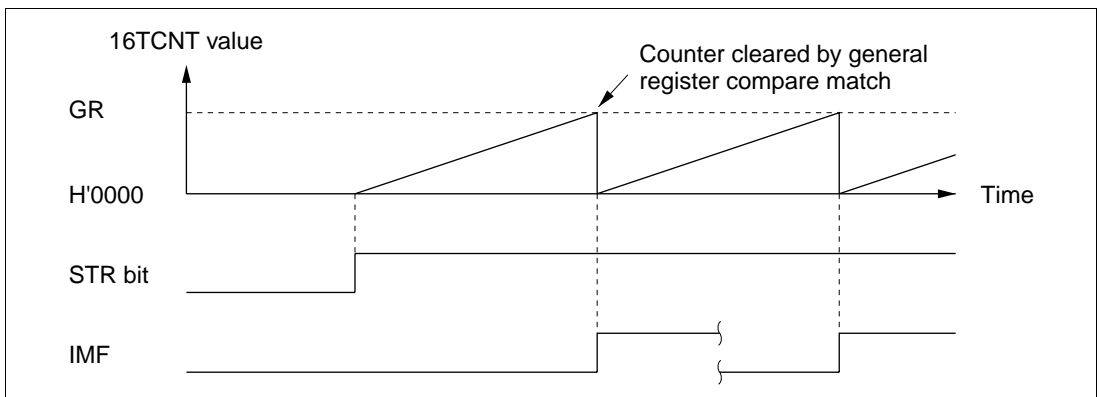 16TCNT value
Counter cleared by general
register compare match
GR
H'0000
Time
STR bit
IMF